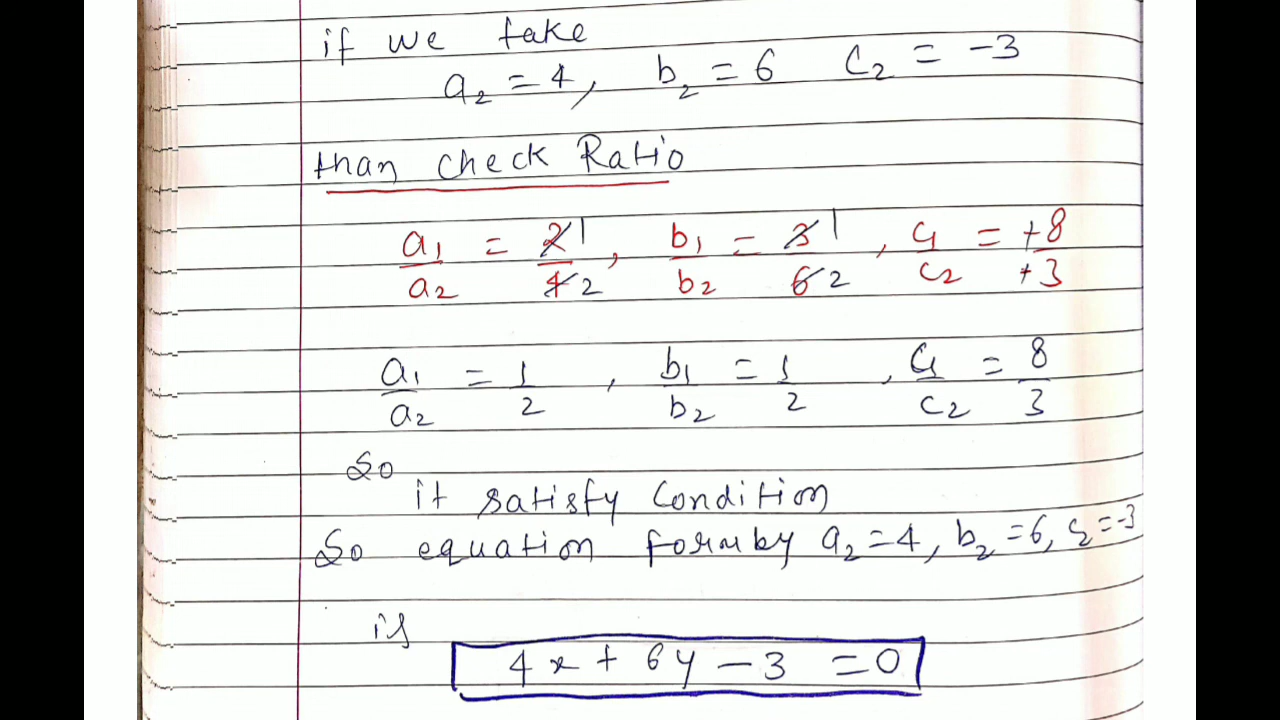 if we take
a₂ = 4, b₂ = 6 c₂ = -3
than check Ratio
a₁/a₂ = 2 1/4 2, b₁/b₂ = 3 1/6 2, c₁/c₂ = +8/+3
a₁/a₂ = 1/2, b₁/b₂ = 1/2, c₁/c₂ = 8/3
So
it satisfy condition
So equation form by a₂ = 4, b₂ = 6, c₂ = -3
is
4x + 6y - 3 = 0